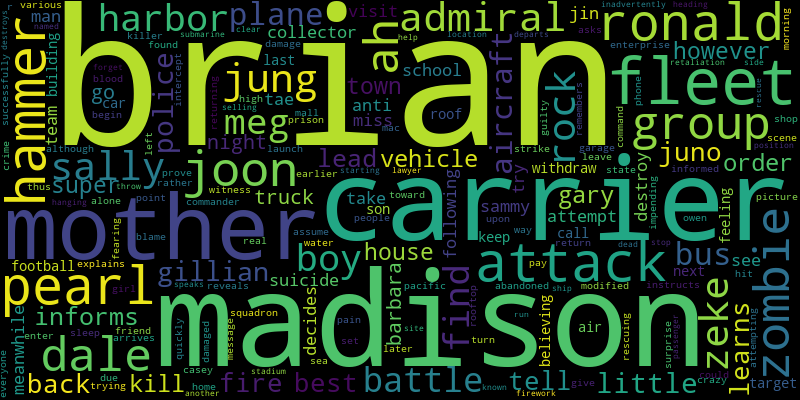 brian
carrier
madison
mother
attack
fleet
hammer
pearl
zombie
admiral
ronald
group
joon
jung
dale
harbor
plane
ah
meg
sally
rock
boy
zeke
find
battle
little
bus
aircraft
police
gillian
informs
back
kill
fire
best
tell
super
truck
vehicle
juno
order
gary
however
town
lead
night
house
barbara
suicide
learns
destroy
withdraw
attempt
school
collector
visit
jin
man
building
team
go
car
last
tae
anti
miss
roof
take
son
keep
call
sammy
try
following
believing
decides
meanwhile
football
see
next
feeling
target
air
various
killer
found
submarine
clear
damage
help
location
departs
enterprise
asks
side
retaliation
inadvertently
heading
named
morning
rescue
shop
scene
position
informed
phone
remembers
garage
leave
state
command
guilty
strike
mac
mall
prison
high
selling
launch
earlier
witness
commander
toward
lawyer
starting
returning
intercept
blood
forget
begin
left
although
crime
successfully
destroys
prove
rather
thus
throw
alone
point
hanging
blame
fearing
real
assume
people
water
upon
way
return
dead
stop
owen
picture
impending
explains
girl
speaks
reveals
pacific
abandoned
ship
modified
instructs
pay
hit
surprise
passenger
attempting
everyone
enter
sleep
friend
arrives
due
trying
another
home
casey
quickly
damaged
squadron
message
stadium
pain
set
sea
site
later
rooftop
turn
run
known
give
firework
rescuing
could
crazy